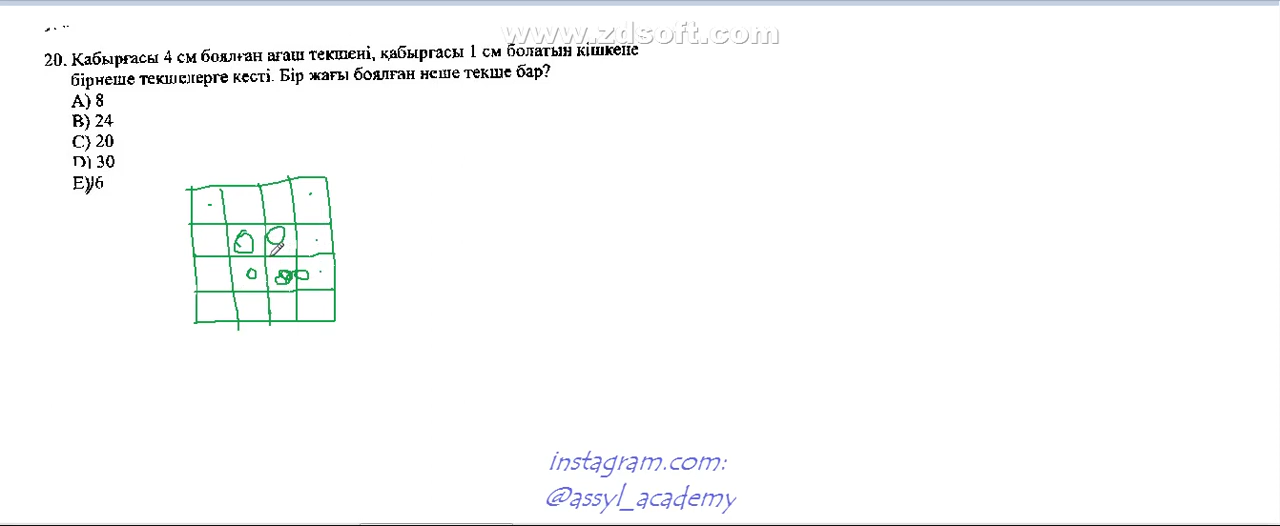 www.zdsoft.com
20. Қабырғасы 4 см боялған ағаш текшені, қабырғасы 1 см болатын кішкене
бірнеше текшелерге кесті. Бір жағы боялған неше текше бар?
A) 8
B) 24
C) 20
D) 30
E) 6
instagram.com:
@assyl_academy